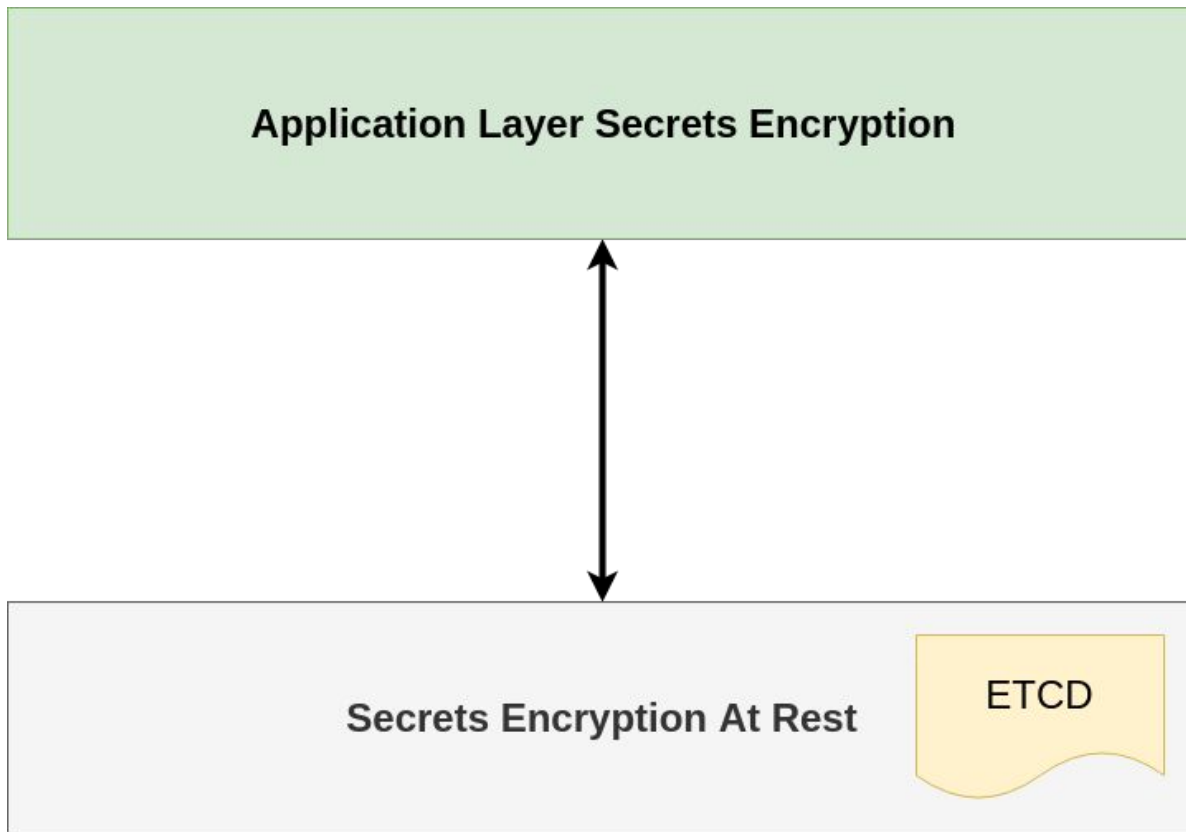 Application Layer Secrets Encryption
Secrets Encryption At Rest
ETCD